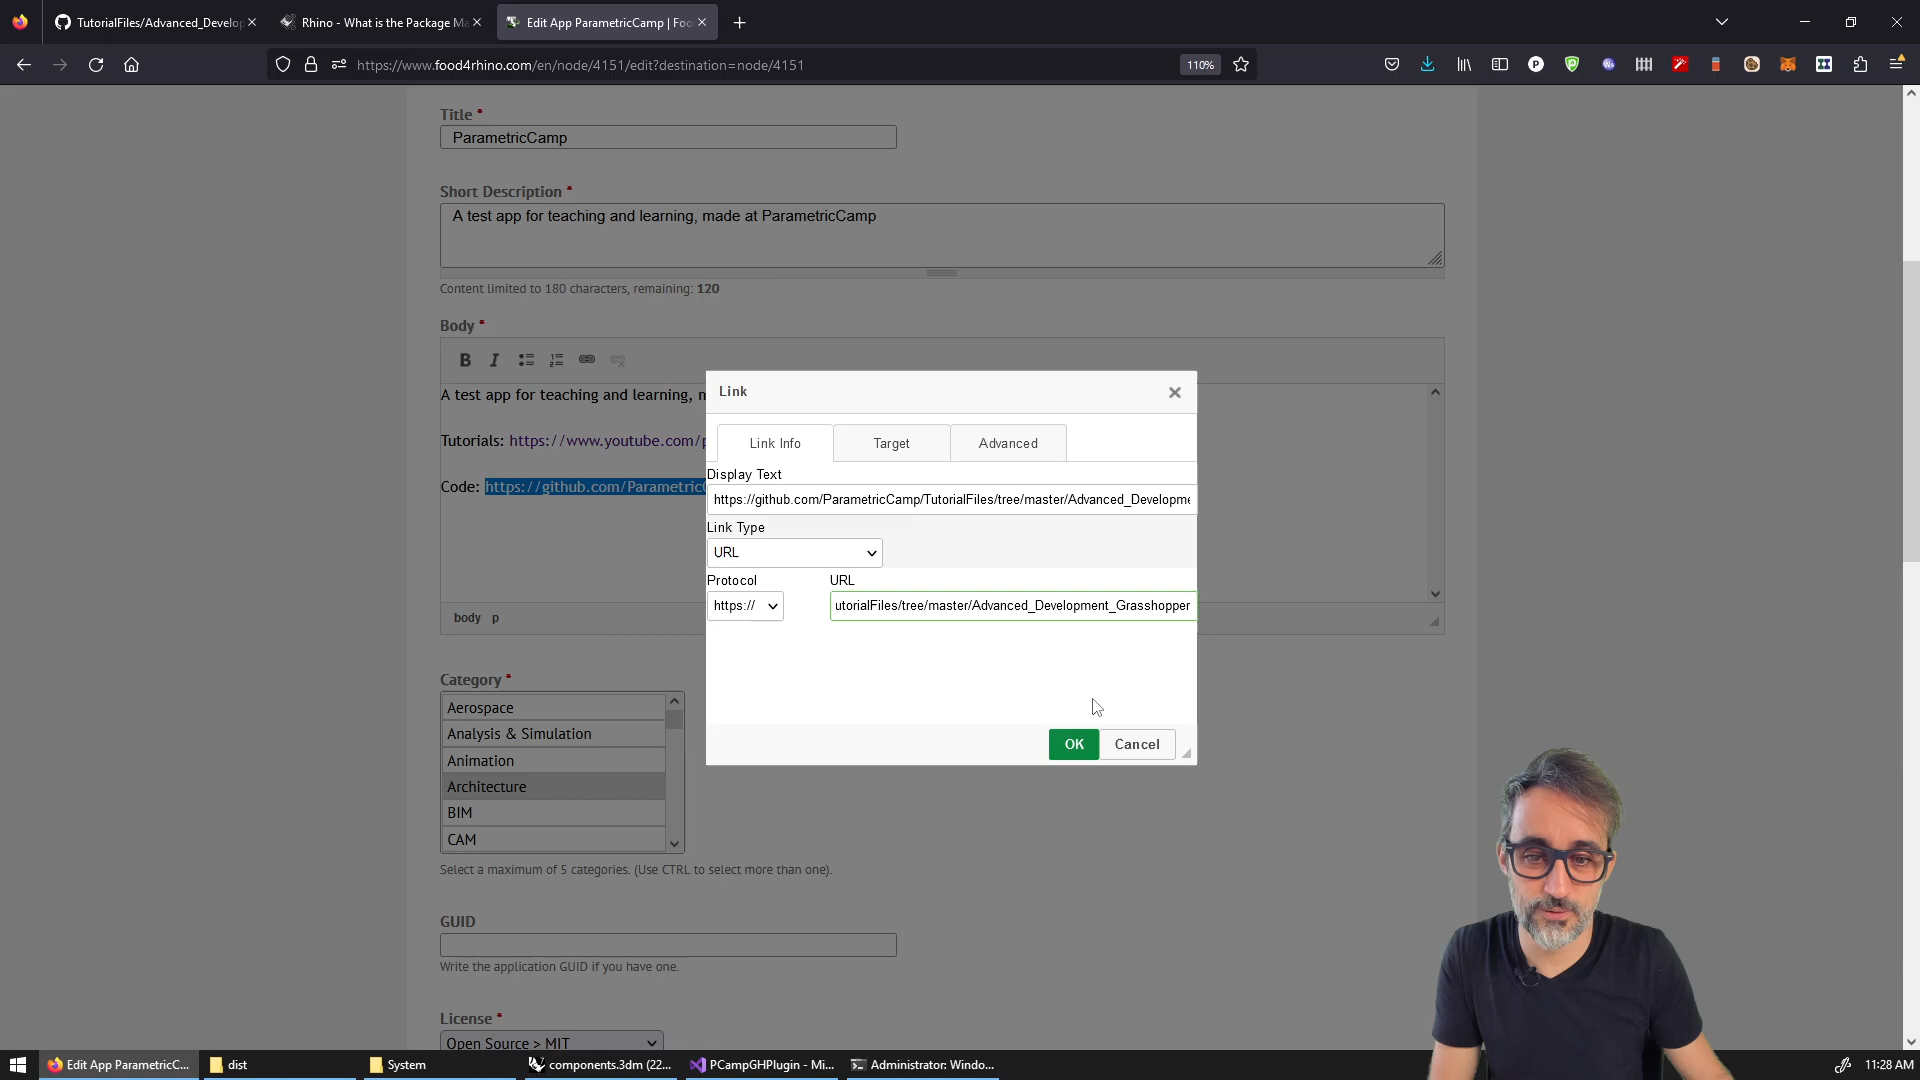 TutorialFiles/Advanced_Develop
Rhino - What is the Package Ma
Edit App ParametricCamp | Foo
https://www.food4rhino.com/en/node/4151/edit?destination=node/4151
110%
Title *
ParametricCamp
Short Description *
A test app for teaching and learning, made at ParametricCamp
Content limited to 180 characters, remaining: 120
Body *
B I
A test app for teaching and learning, m
Tutorials: https://www.youtube.com/p
Code: https://github.com/ParametricC
body p
Link
Link Info
Target
Advanced
Display Text
https://github.com/ParametricCamp/TutorialFiles/tree/master/Advanced_Developme
Link Type
URL
Protocol
URL
https://
utorialFiles/tree/master/Advanced_Development_Grasshopper
OK
Cancel
Category *
Aerospace
Analysis & Simulation
Animation
Architecture
BIM
CAM
Select a maximum of 5 categories. (Use CTRL to select more than one).
GUID
Write the application GUID if you have one.
License *
Open Source > MIT
Edit App ParametricC...
dist
System
components.3dm (22...
PCampGHPlugin - Mi...
Administrator: Windo...
11:28 AM